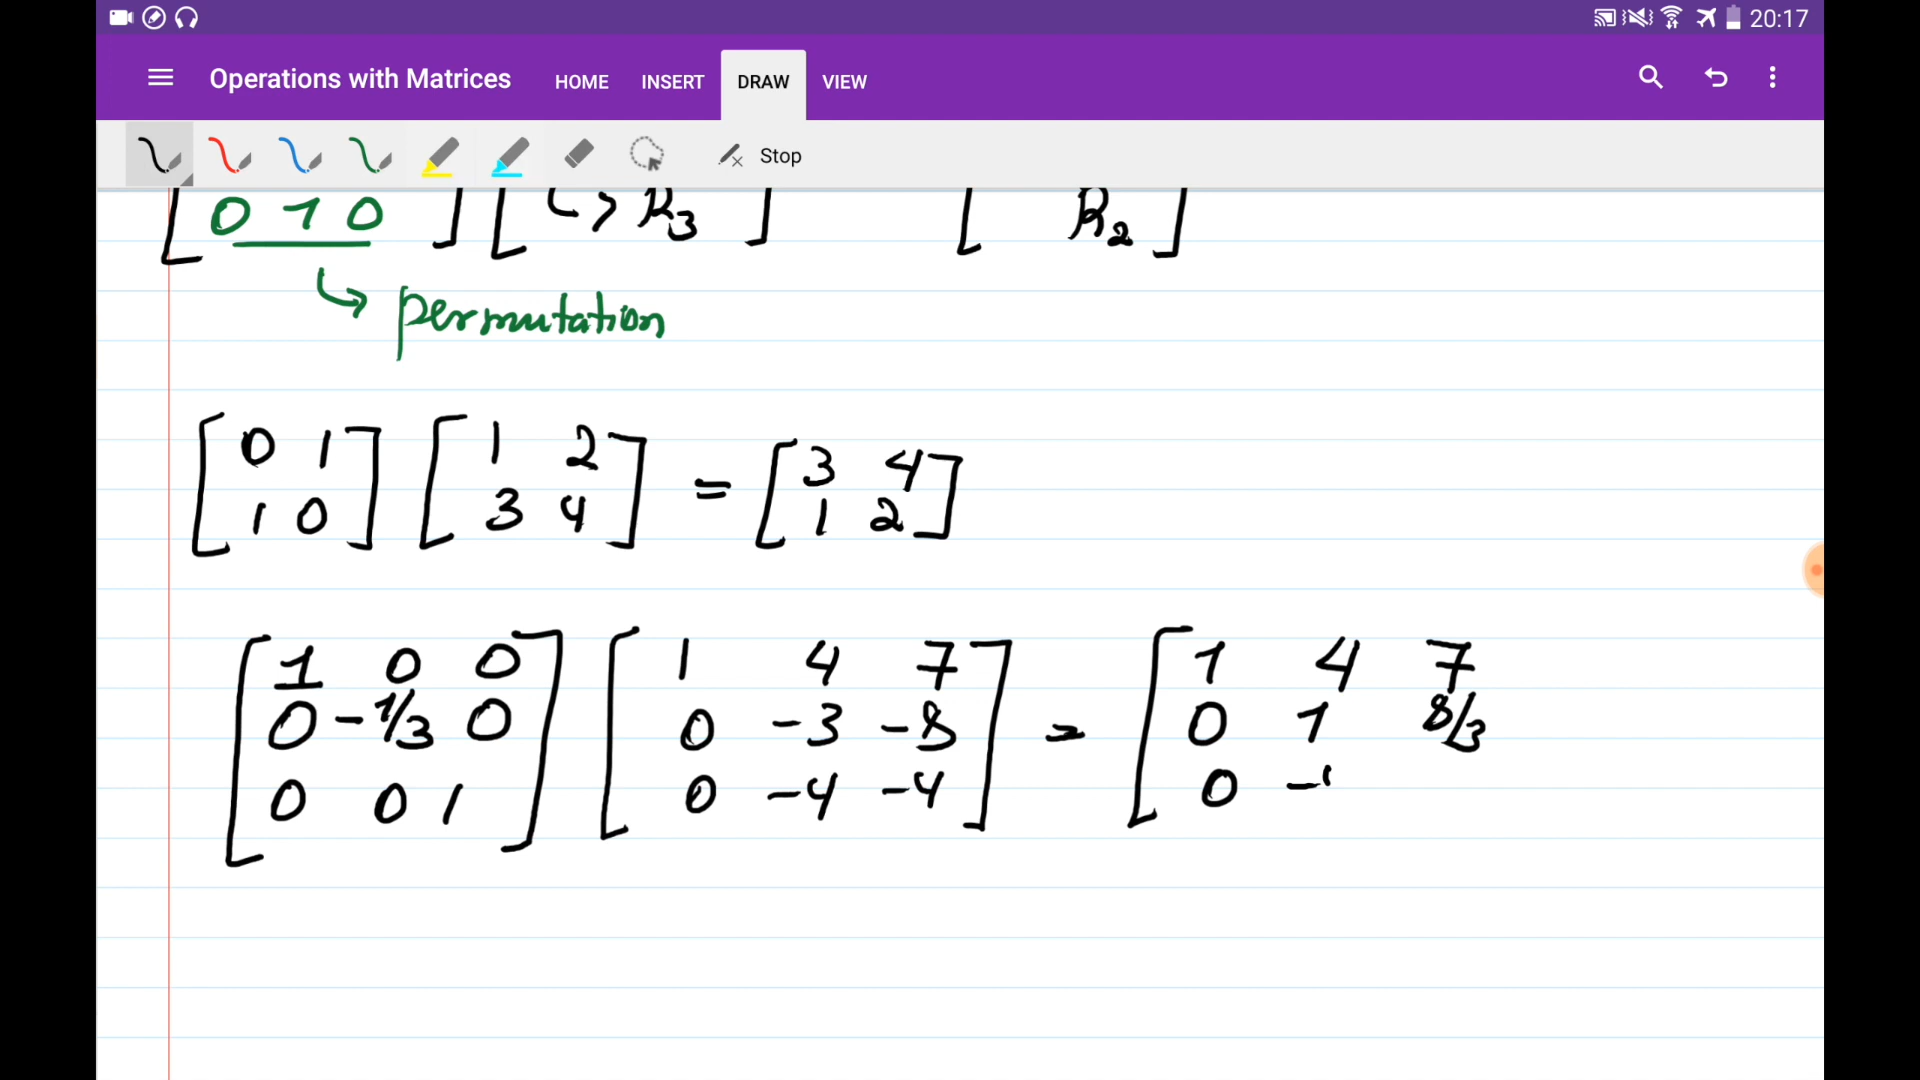 20:17
Operations with Matrices HOME INSERT DRAW VIEW
Stop
[ 0 1 0 ] [ ↳ R3 ] [ R2 ]
↳ permutation
[ 0 1 ] [ 1 2 ] = [ 3 4 ]
[ 1 0 ] [ 3 4 ] [ 1 2 ]
[ 1 0 0 ] [ 1 4 7 ] = [ 1 4 7
[ 0 -1/3 0 ] [ 0 -3 -8 ] [ 0 1 8/3
[ 0 0 1 ] [ 0 -4 -4 ] [ 0 -